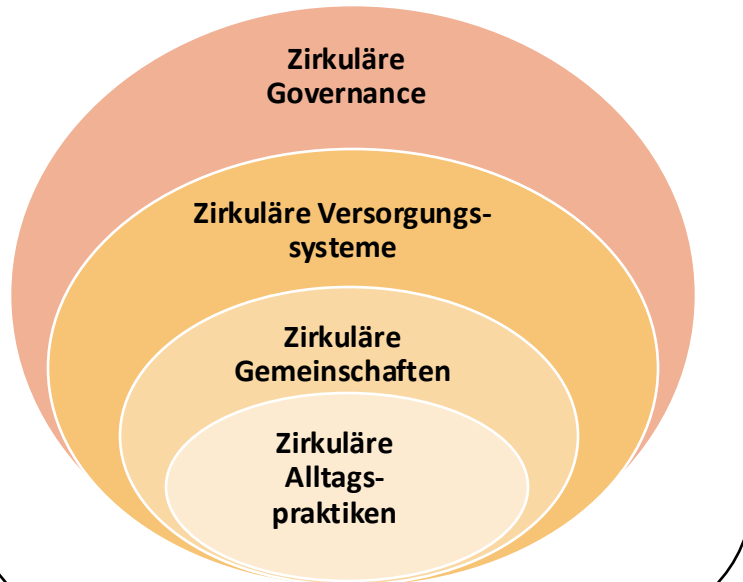 Zirkuläre
Governance
Zirkuläre Versorgungs-
systeme
Zirkuläre
Gemeinschaften
Zirkuläre
Alltags-
praktiken